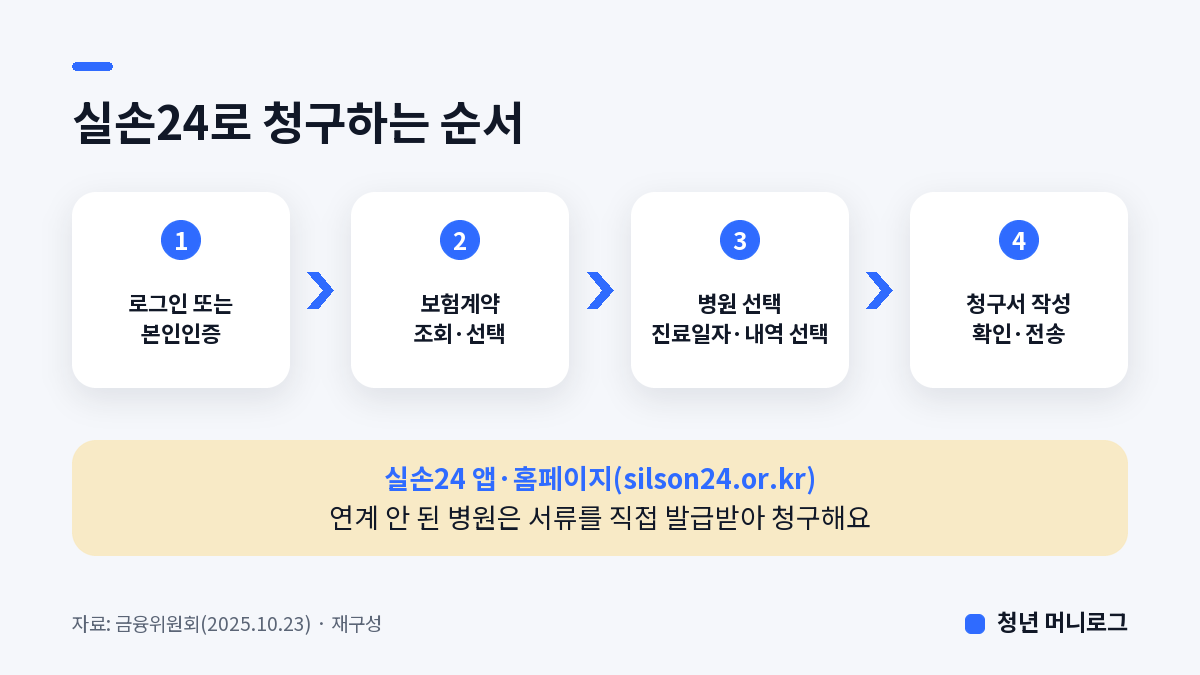 실손24로 청구하는 순서
1
로그인 또는
본인인증
2
보험계약
조회·선택
3
병원 선택
진료일자·내역 선택
4
청구서 작성
확인·전송
실손24 앱·홈페이지(silson24.or.kr)
연계 안 된 병원은 서류를 직접 발급받아 청구해요
자료: 금융위원회(2025.10.23) · 재구성
청년 머니로그